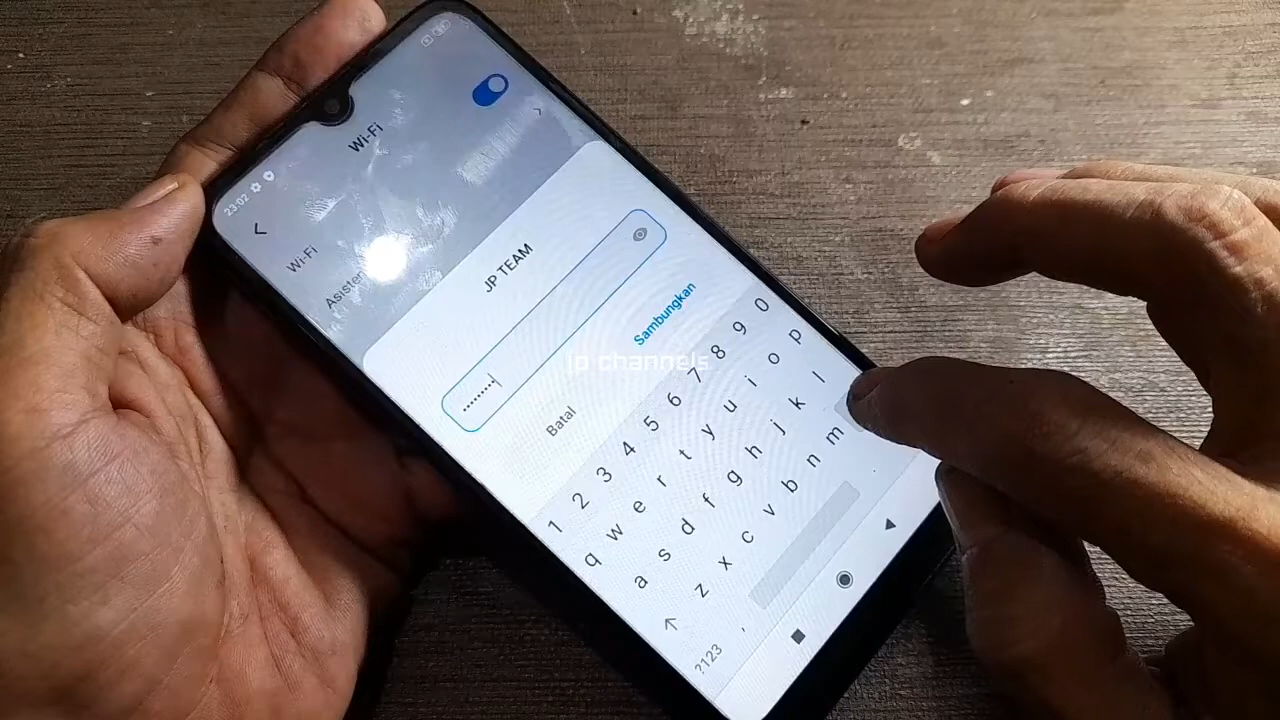 23:02
Wi-Fi
Wi-Fi
Asisten
JP TEAM
•••••••••
Batal
Sambungkan
jp channels
1 2 3 4 5 6 7 8 9 0
q w e r t y u i o p
a s d f g h j k l
z x c v b n m
?123 ,